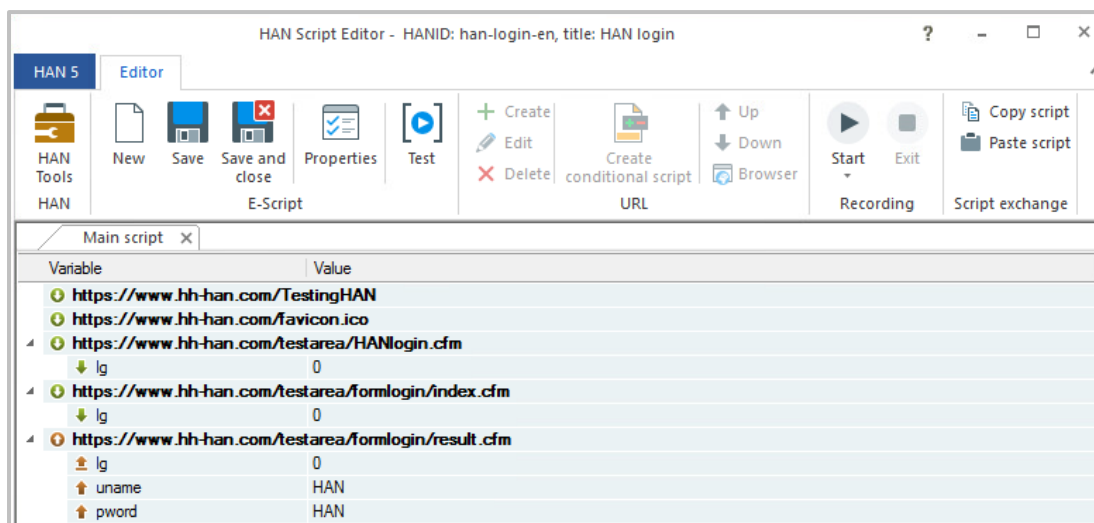 HAN Script Editor - HANID: han-login-en, title: HAN login
?
HAN 5 Editor
HAN Tools
HAN
New
Save
Save and close
Properties
Test
E-Script
Create
Edit
Delete
Create conditional script
Up
Down
Browser
URL
Start
Exit
Recording
Copy script
Paste script
Script exchange
Main script
Variable Value
https://www.hh-han.com/TestingHAN
https://www.hh-han.com/favicon.ico
https://www.hh-han.com/testarea/HANlogin.cfm
lg 0
https://www.hh-han.com/testarea/formlogin/index.cfm
lg 0
https://www.hh-han.com/testarea/formlogin/result.cfm
lg 0
uname HAN
pword HAN